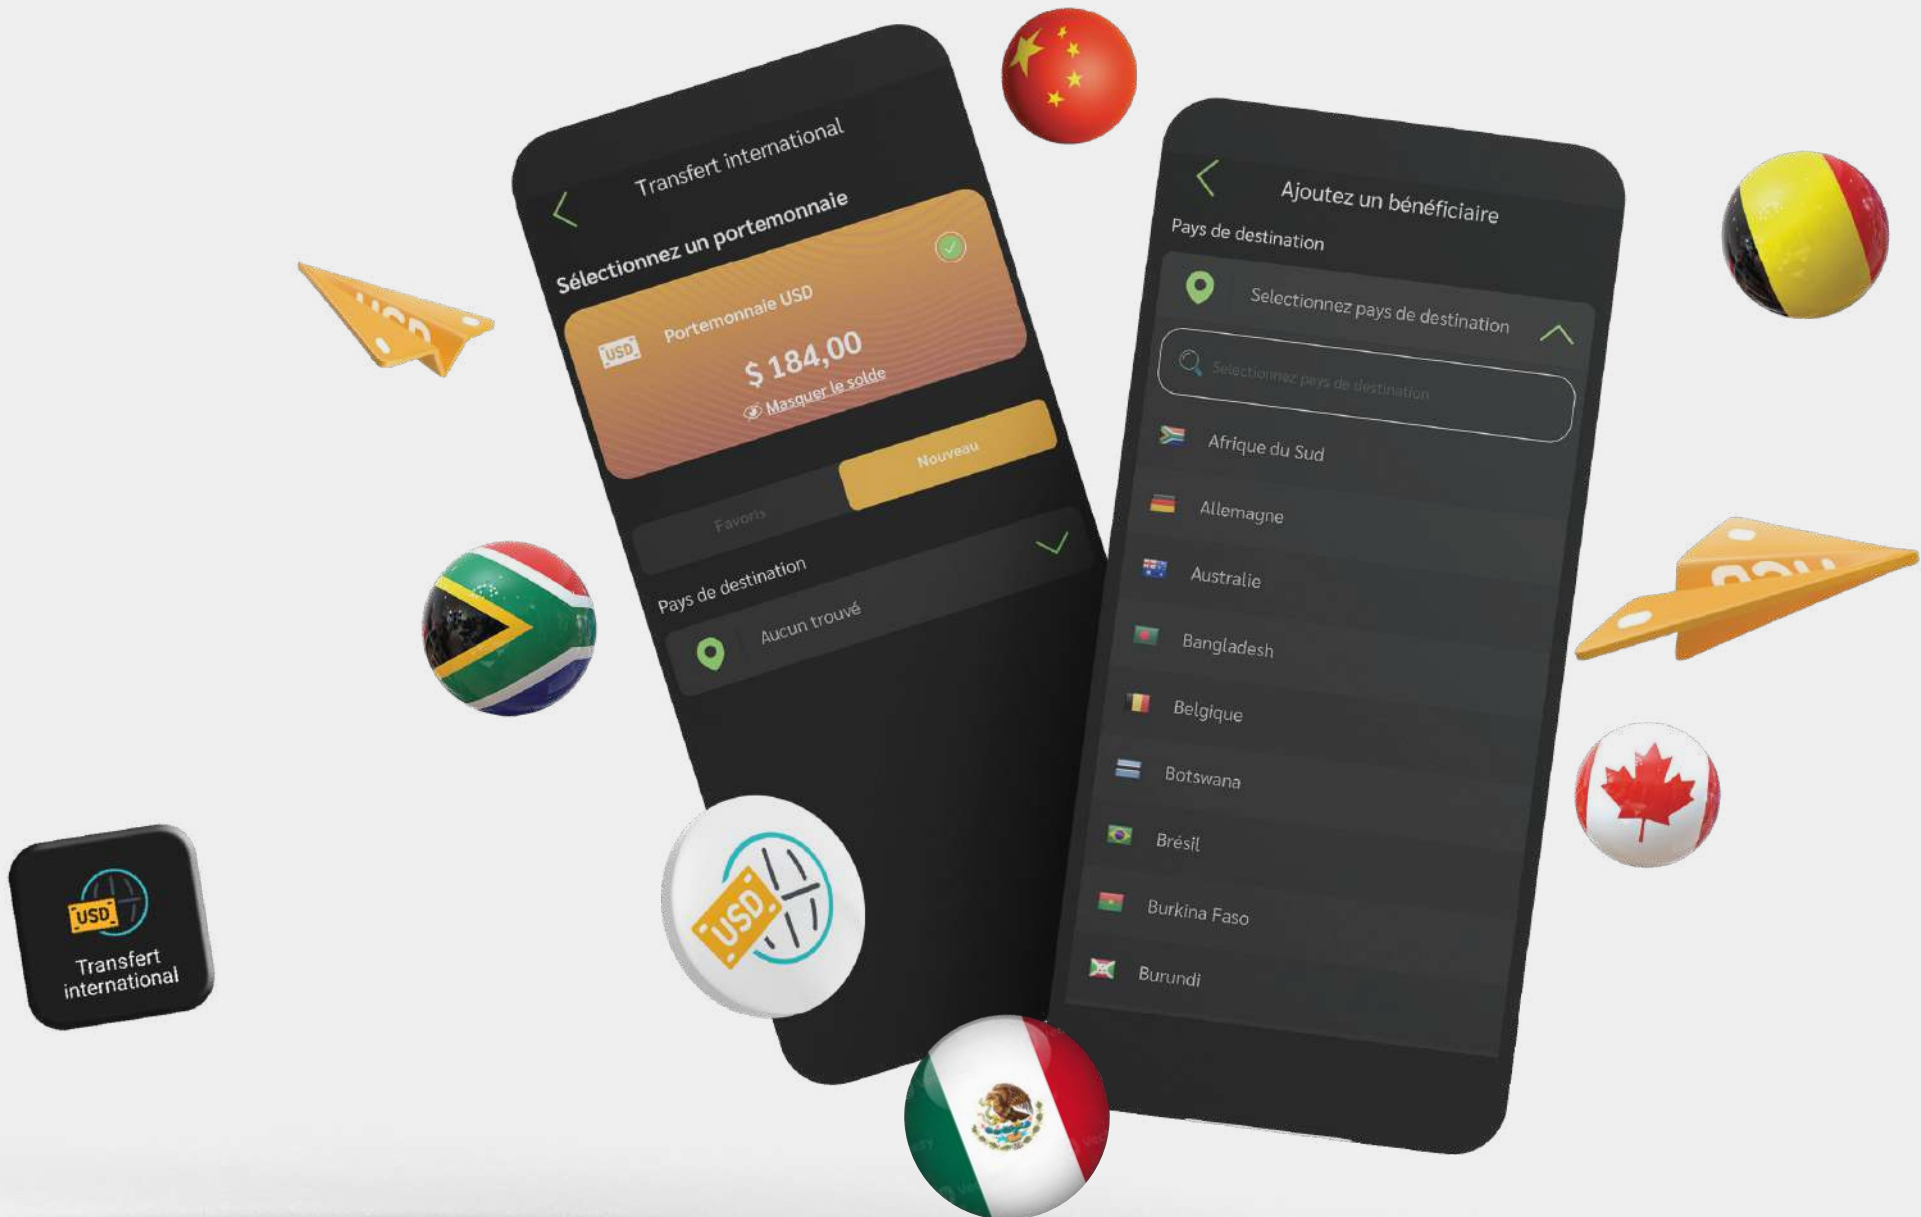 Transfert international
Sélectionnez un portemonnaie
USD
Portemonnaie USD
$ 184,00
Masquer le solde
Favoris
Nouveau
Pays de destination
Aucun trouvé
Ajoutez un bénéficiaire
Pays de destination
Selectionnez pays de destination
Selectionnez pays de destination
Afrique du Sud
Allemagne
Australie
Bangladesh
Belgique
Botswana
Brésil
Burkina Faso
Burundi
USD
USD
USD
USD
Transfert
international